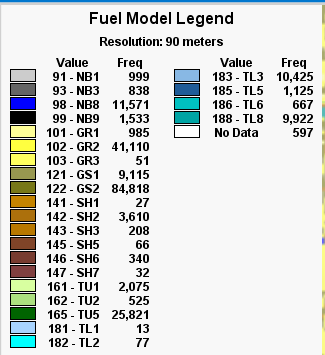 Fuel Model Legend
Resolution: 90 meters
Value Freq
91 - NB1 999
93 - NB3 838
98 - NB8 11,571
99 - NB9 1,533
101 - GR1 985
102 - GR2 41,110
103 - GR3 51
121 - GS1 9,115
122 - GS2 84,818
141 - SH1 27
142 - SH2 3,610
143 - SH3 208
145 - SH5 66
146 - SH6 340
147 - SH7 32
161 - TU1 2,075
162 - TU2 525
165 - TU5 25,821
181 - TL1 13
182 - TL2 77
Value Freq
183 - TL3 10,425
185 - TL5 1,125
186 - TL6 667
188 - TL8 9,922
No Data 597